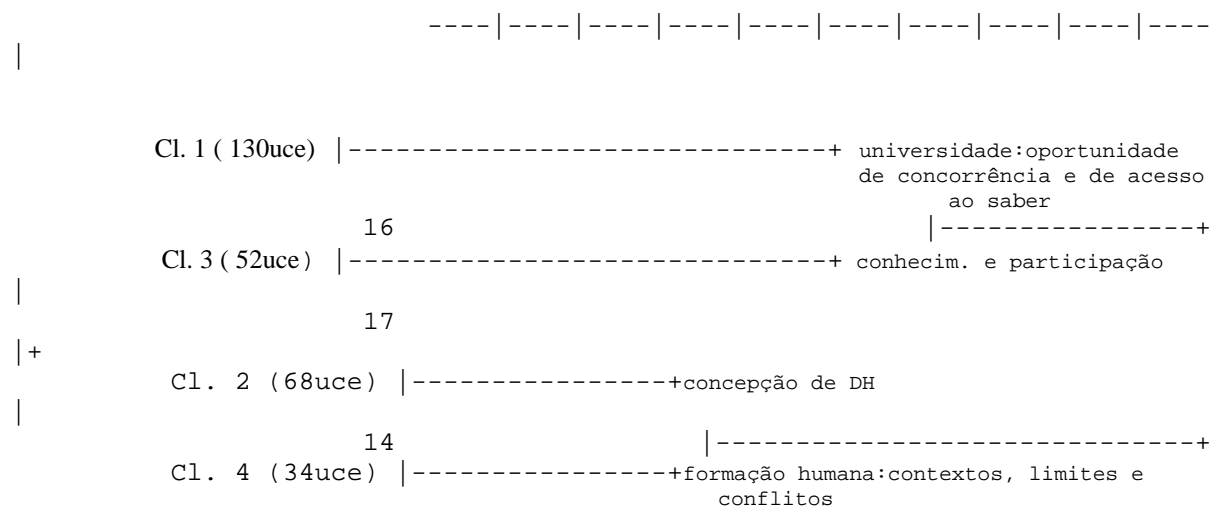 ----|----|----|----|----|----|----|----|----|----
|
Cl. 1 ( 130uce) |------------------------------+ universidade:oportunidade
de concorrência e de acesso
ao saber
16 |----------------+
Cl. 3 ( 52uce) |-------------------------------+ conhecim. e participação
|
17
|+
Cl. 2 (68uce) |----------------+concepção de DH
|
14 |------------------------------+
Cl. 4 (34uce) |----------------+formação humana:contextos, limites e
conflitos